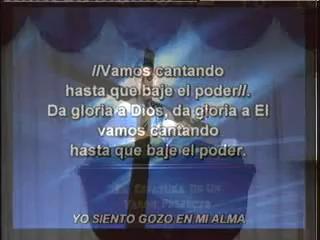 //Vamos cantando
hasta que baje el poder//.
Da gloria a Dios, da gloria a El
vamos cantando
hasta que baje el poder.
YO SIENTO GOZO EN MI ALMA